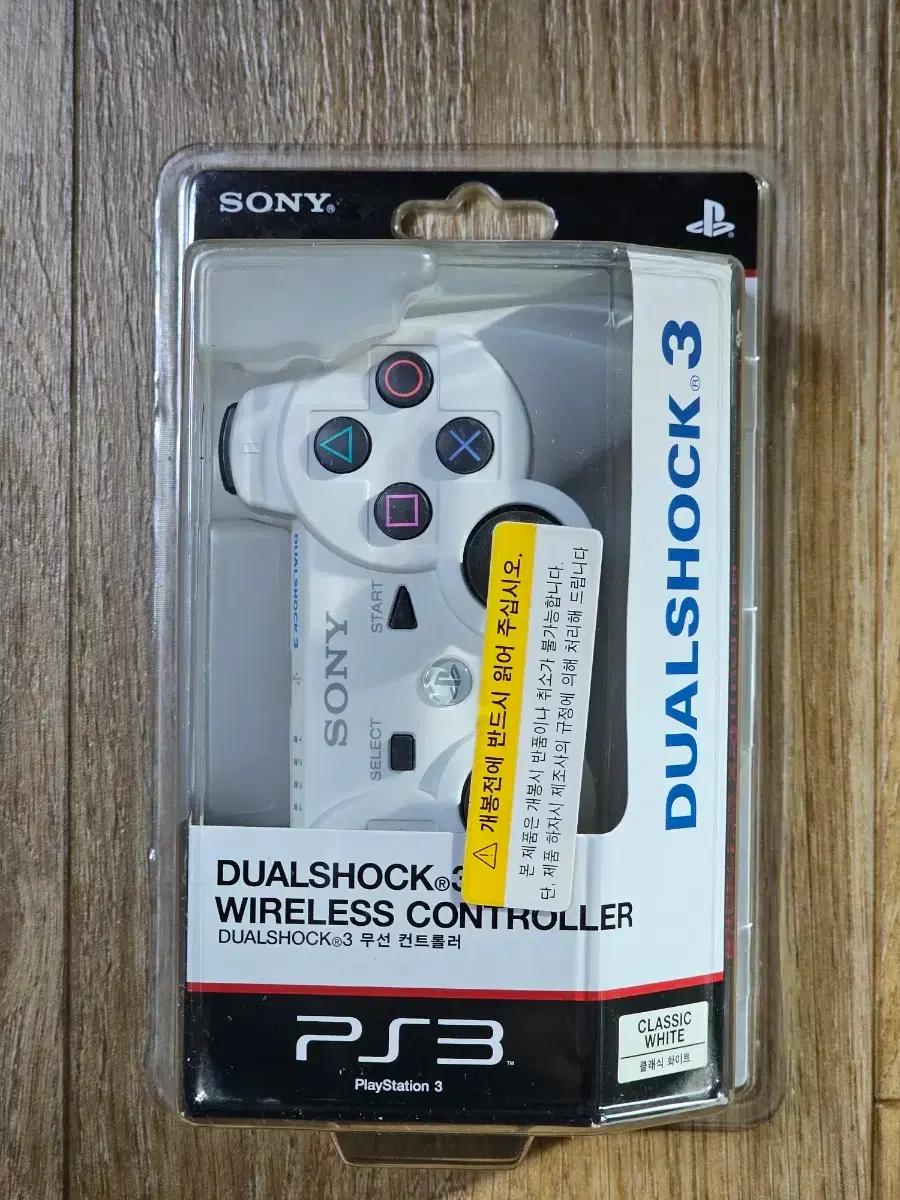 SONY®
DUALSHOCK®3
DUALSHOCK 3
SONY
START
SELECT
⚠ 개봉전에 반드시 읽어 주십시오.
본 제품은 개봉시 반품이나 취소가 불가능합니다.
단, 제품 하자시 제조사의 규정에 의해 처리해 드립니다
DUALSHOCK®3
WIRELESS CONTROLLER
DUALSHOCK®3 무선 컨트롤러
PS3™
PlayStation 3
CLASSIC
WHITE
클래식 화이트